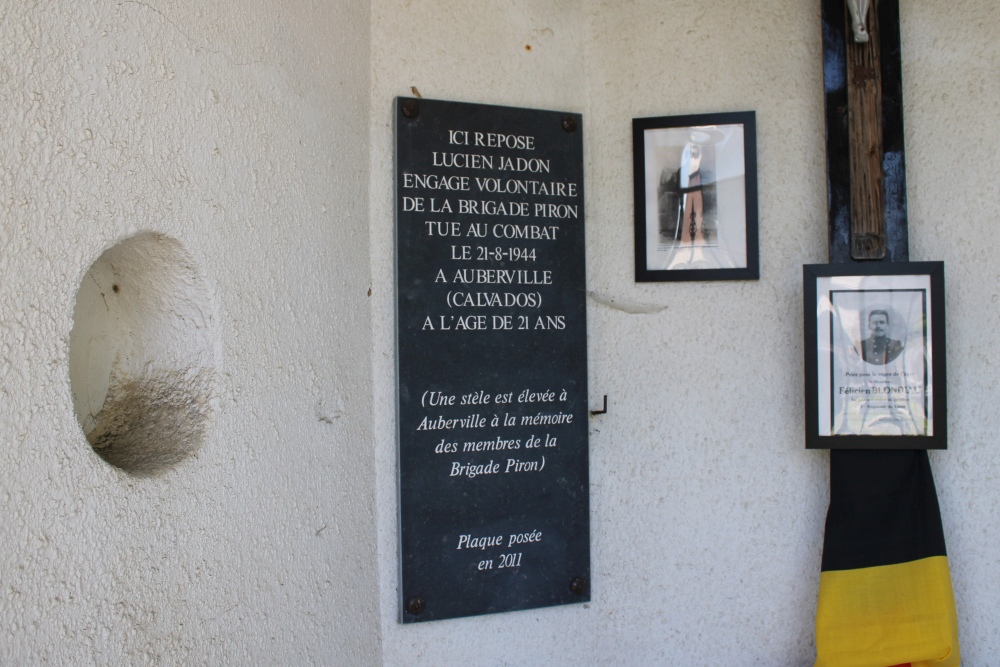 ICI REPOSE
LUCIEN JADON
ENGAGE VOLONTAIRE
DE LA BRIGADE PIRON
TUE AU COMBAT
LE 21-8-1944
A AUBERVILLE
(CALVADOS)
A L'AGE DE 21 ANS
(Une stèle est élevée à
Auberville à la mémoire
des membres de la
Brigade Piron)
Plaque posée
en 2011
Félicien